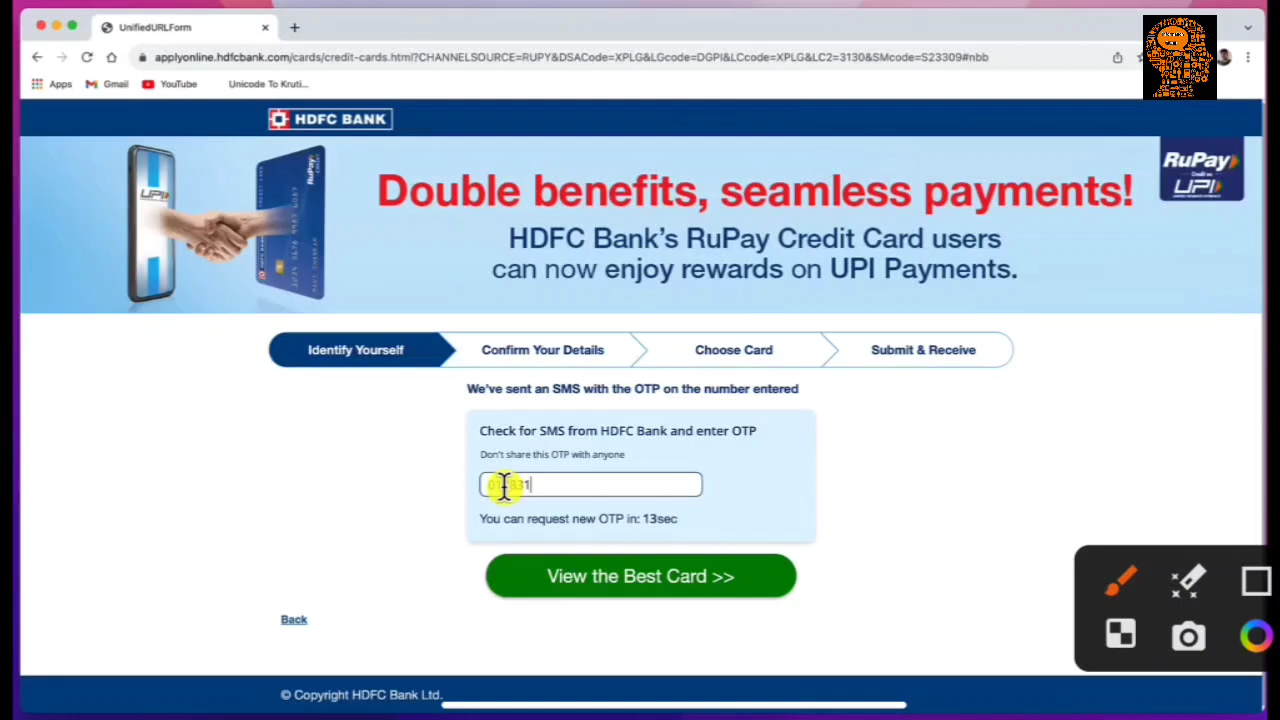 UnifiedURLForm
applyonline.hdfcbank.com/cards/credit-cards.html?CHANNELSOURCE=RUPY&DSACode=XPLG&LGcode=DGPI&LCcode=XPLG&LC2=3130&SMcode=S23309#nbb
Apps Gmail YouTube Unicode To Kruti...
HDFC BANK
UPI
RuPay
Double benefits, seamless payments!
HDFC Bank's RuPay Credit Card users
can now enjoy rewards on UPI Payments.
RuPay
Credit on
UPI
Identify Yourself Confirm Your Details Choose Card Submit & Receive
We've sent an SMS with the OTP on the number entered
Check for SMS from HDFC Bank and enter OTP
Don't share this OTP with anyone
You can request new OTP in: 13sec
View the Best Card >>
Back
© Copyright HDFC Bank Ltd.